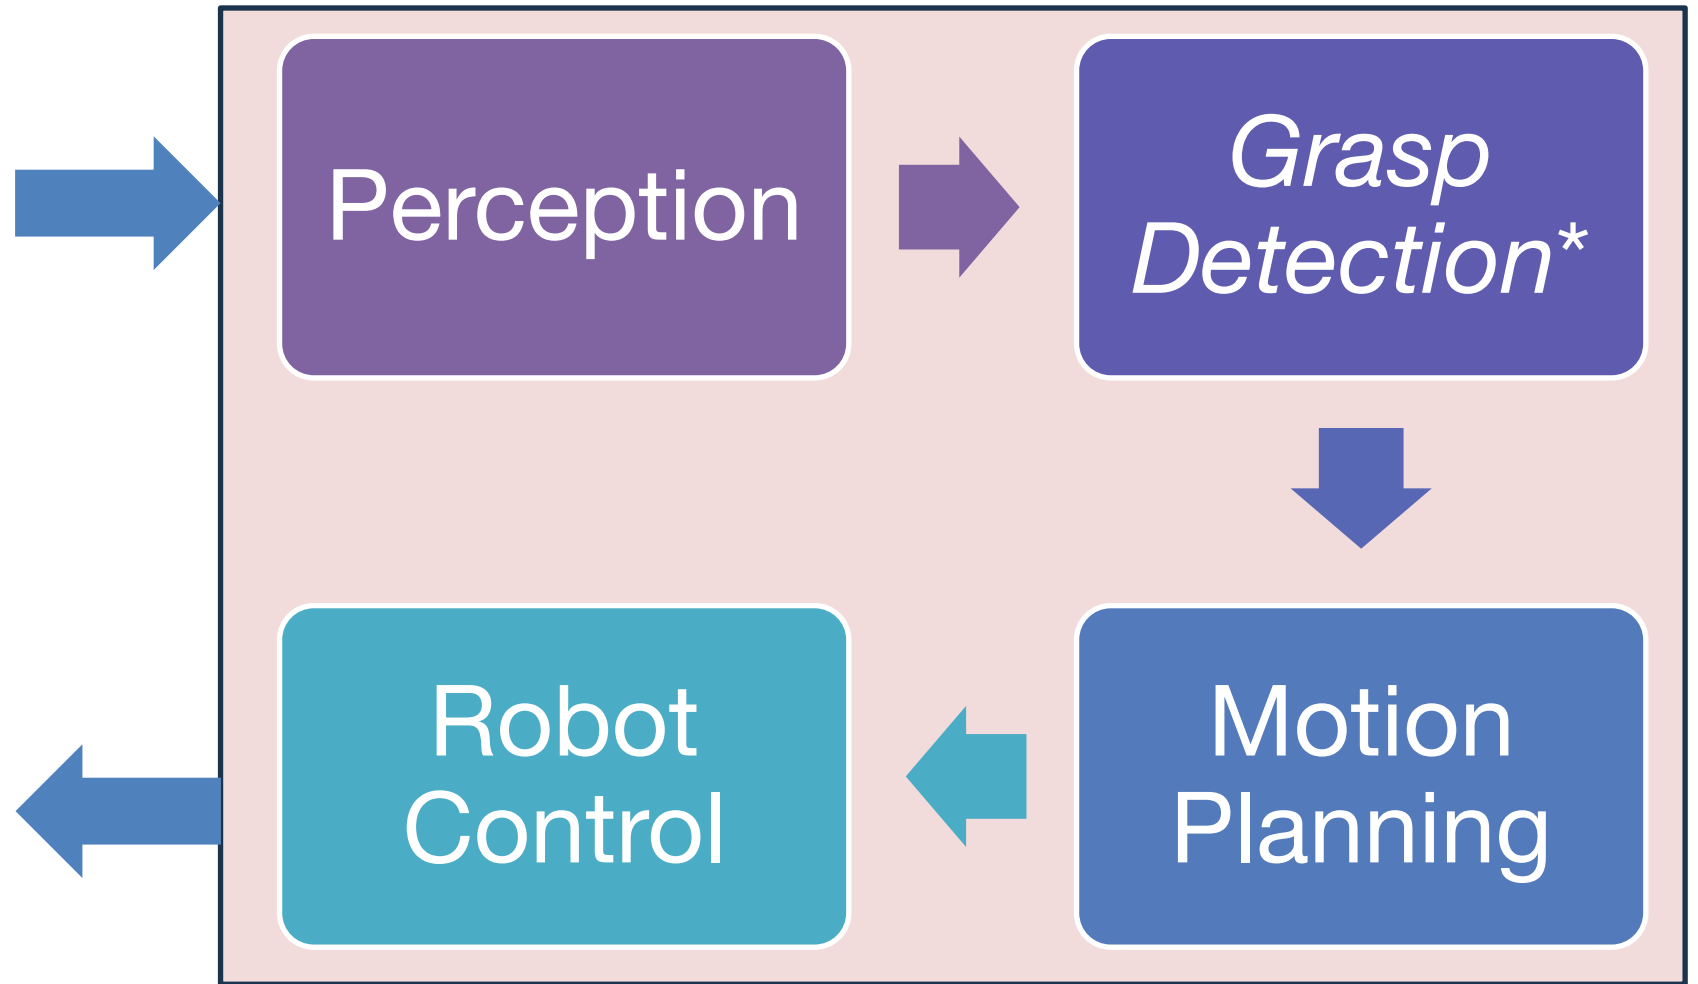 Perception
Grasp
Detection*
Robot
Control
Motion
Planning